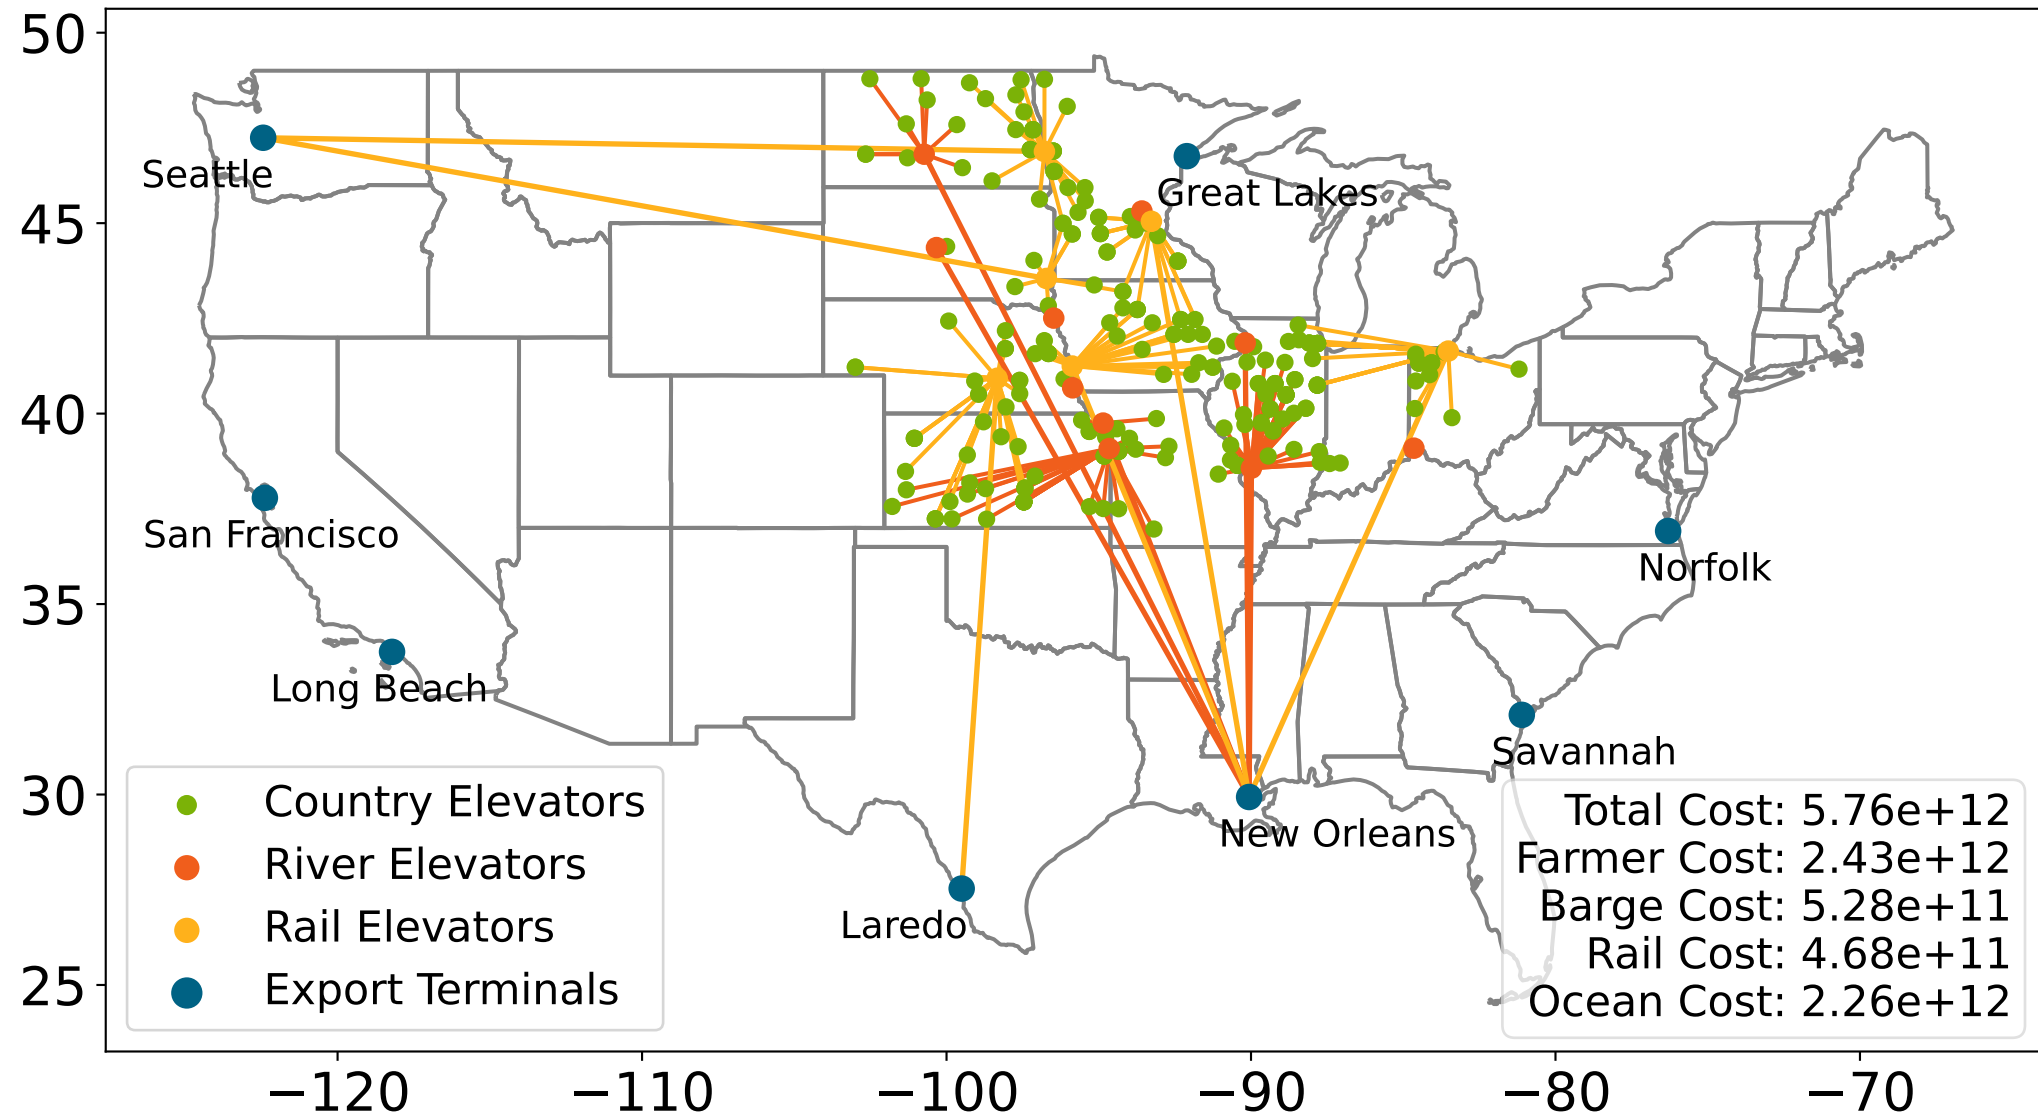 50
45
40
35
30
25
−120
−110
−100
−90
−80
−70
Seattle
Great Lakes
San Francisco
Norfolk
Long Beach
Savannah
New Orleans
Laredo
Country Elevators
River Elevators
Rail Elevators
Export Terminals
Total Cost: 5.76e+12
Farmer Cost: 2.43e+12
Barge Cost: 5.28e+11
Rail Cost: 4.68e+11
Ocean Cost: 2.26e+12